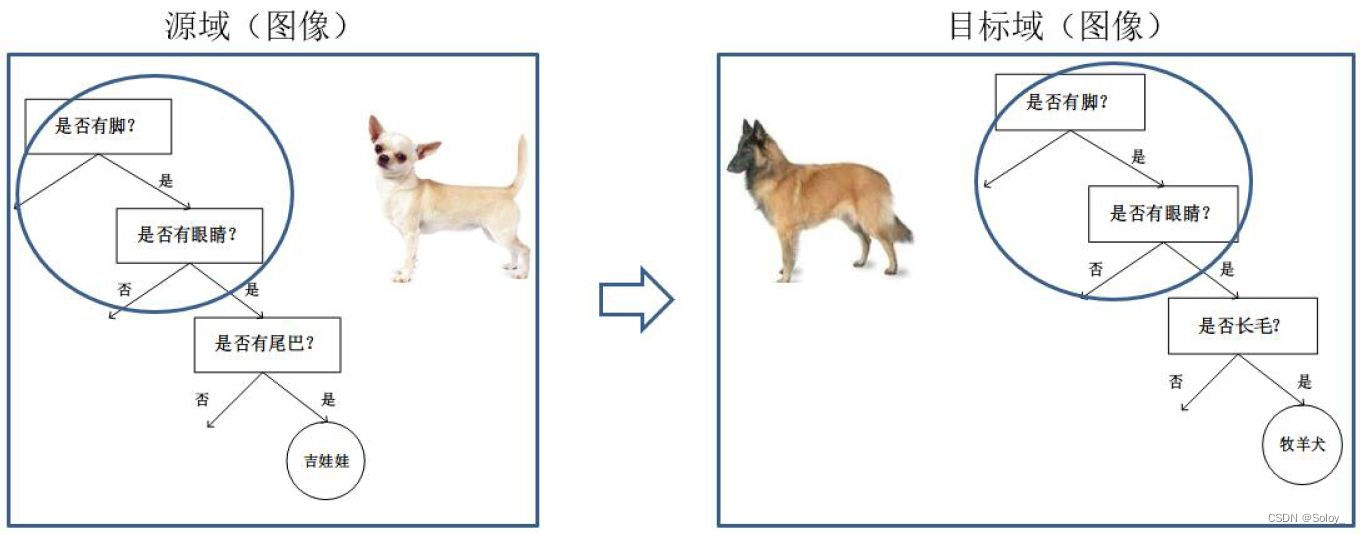 源域（图像）
目标域（图像）
是否有脚？
是
是否有眼睛？
否
是
是否有尾巴？
否
是
吉娃娃
是否有脚？
是
是否有眼睛？
否
是
是否长毛？
否
是
牧羊犬
CSDN @Soloy_